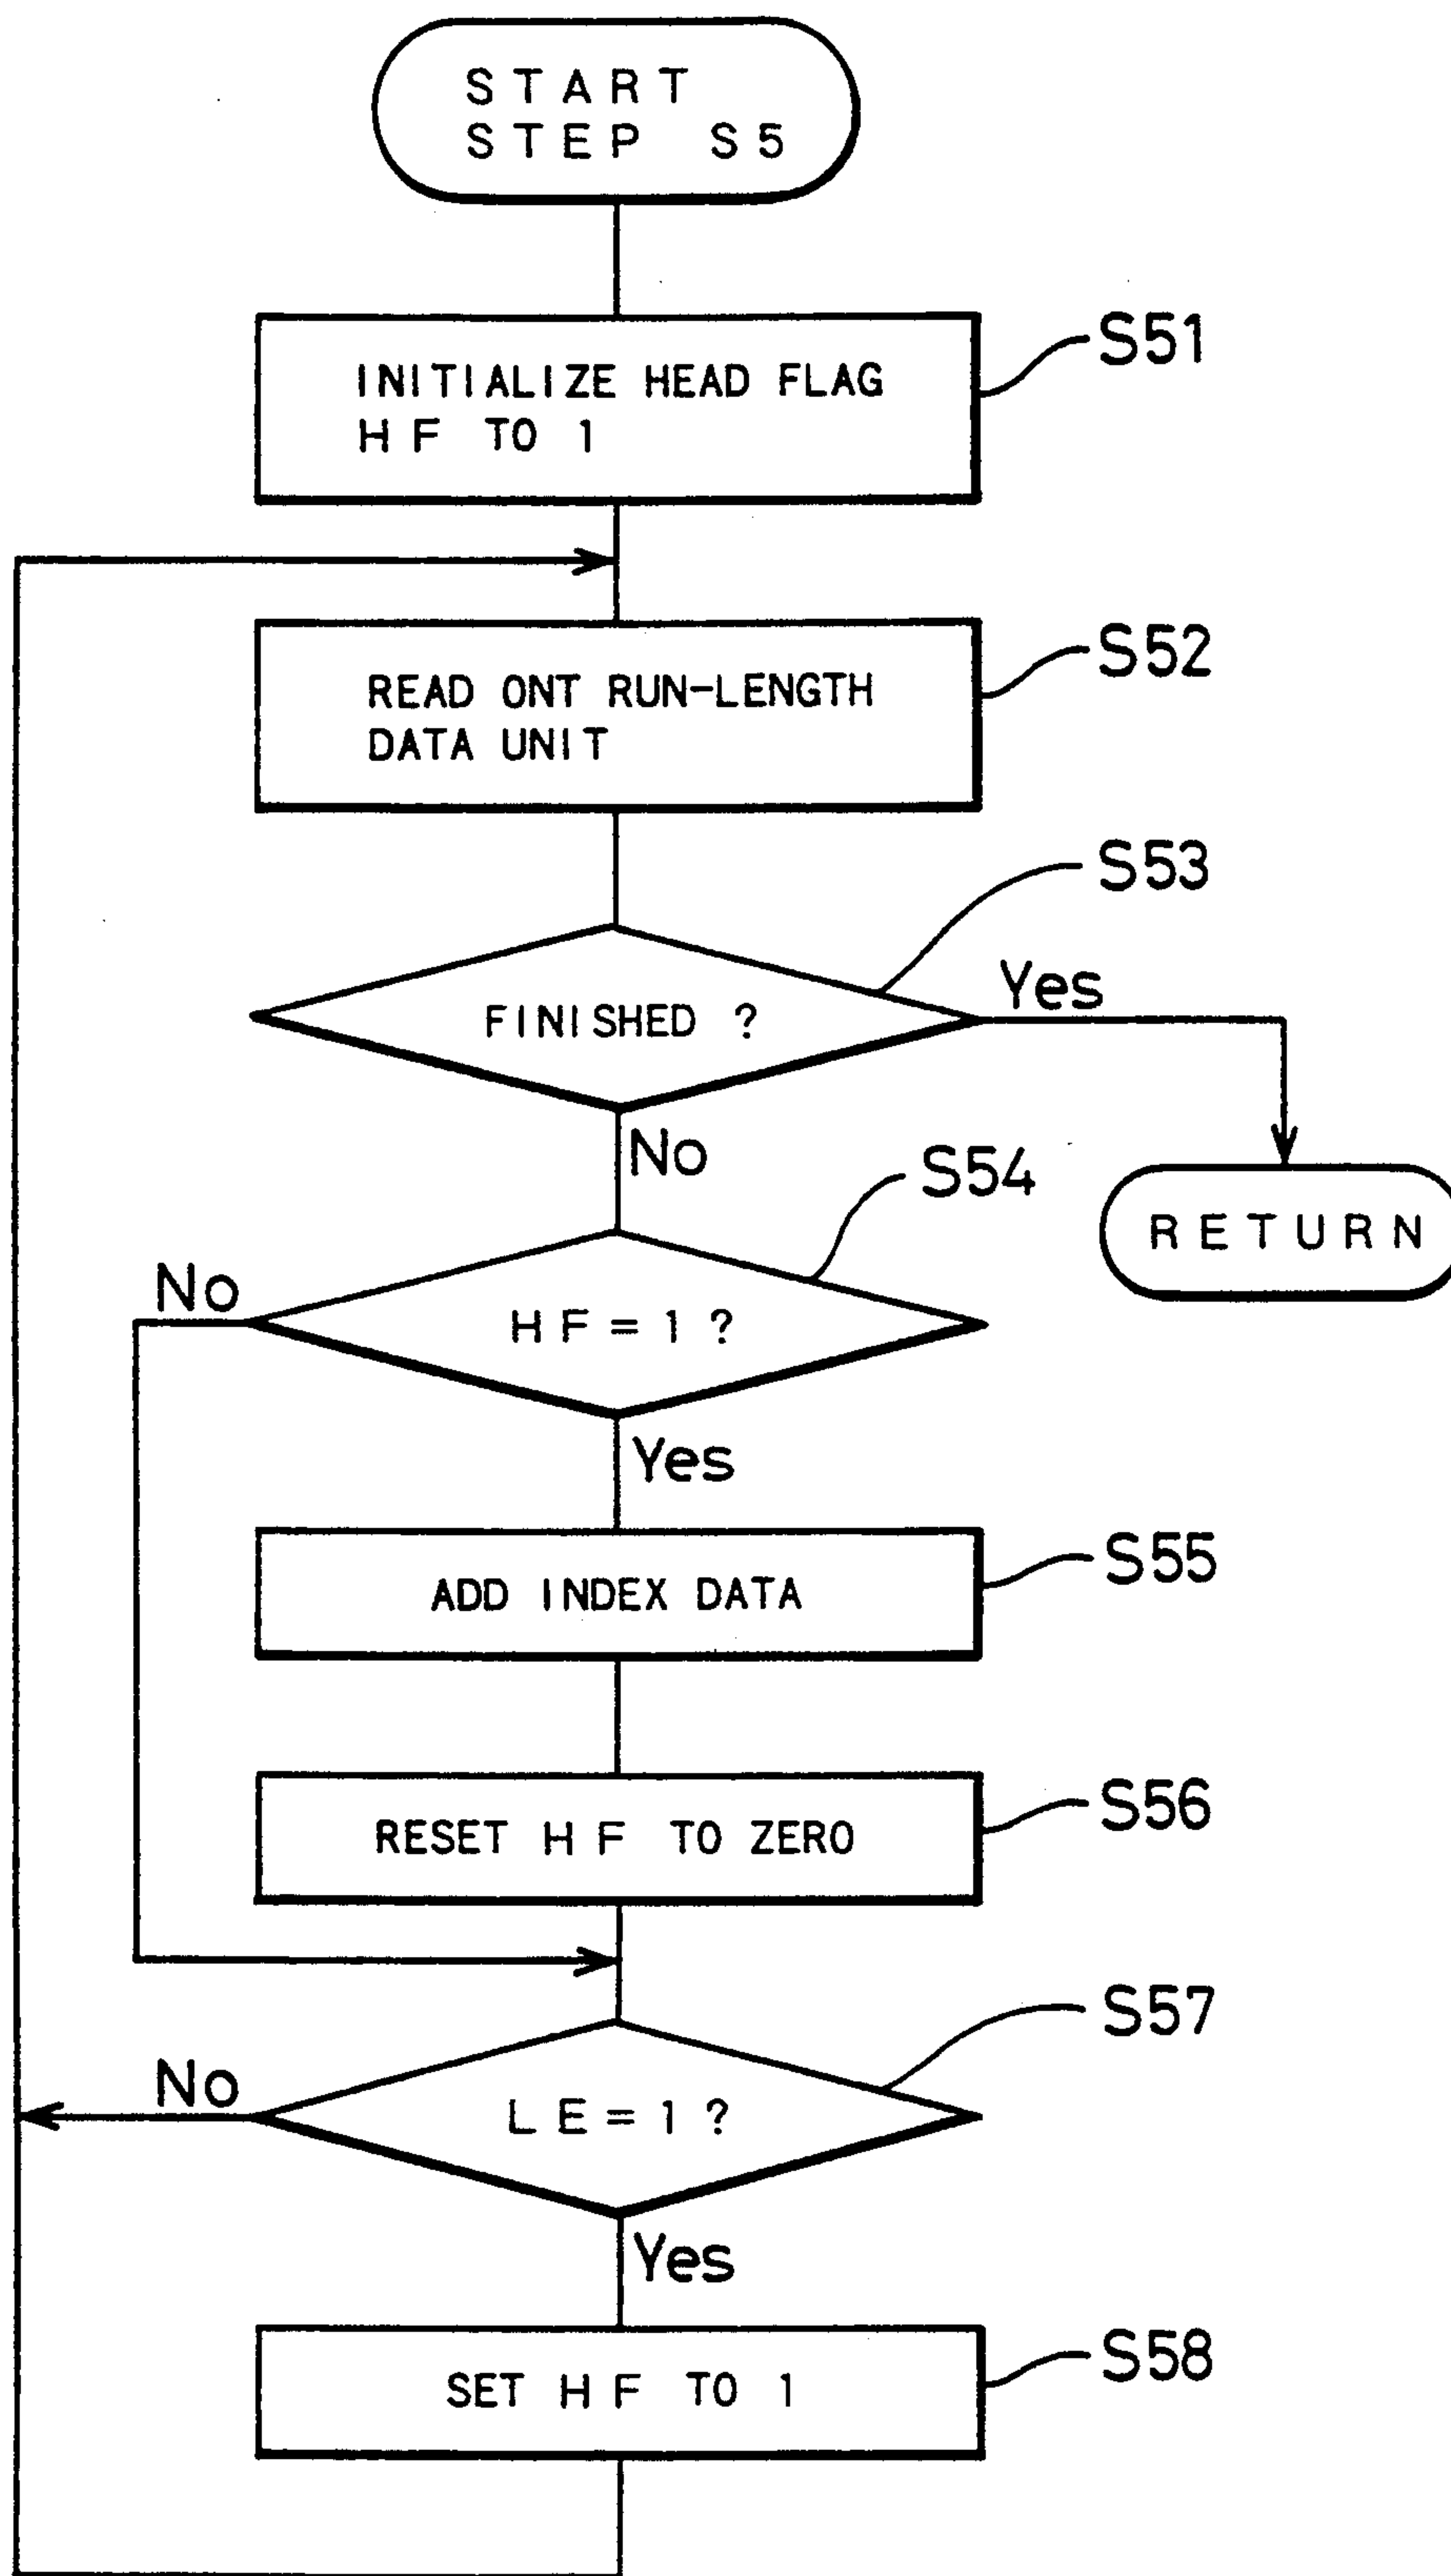 START
STEP S5
S51
INITIALIZE HEAD FLAG
HF TO 1
S52
READ ONT RUN-LENGTH
DATA UNIT
S53
FINISHED ?
Yes
No
S54
RETURN
No
HF=1?
Yes
S55
ADD INDEX DATA
S56
RESET HF TO ZERO
S57
No
LE=1?
Yes
S58
SET HF TO 1